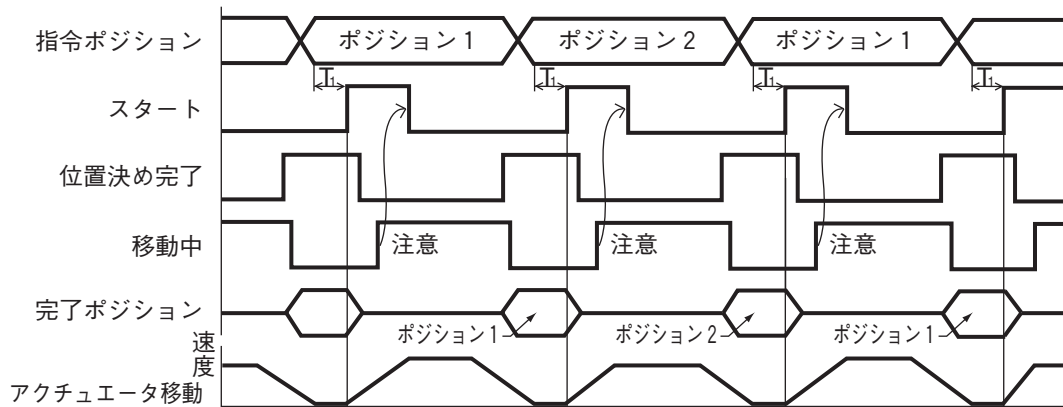 指令ポジション ポジション1 ポジション2 ポジション1
T₁ T₁ T₁ T₁
スタート
位置決め完了
移動中 注意 注意 注意
完了ポジション
ポジション1 ポジション2 ポジション1
速度
アクチュエータ移動